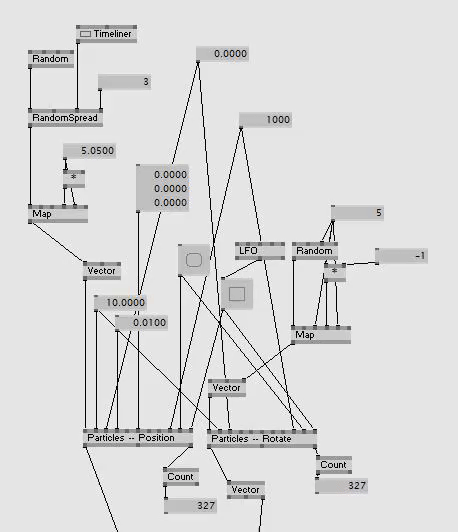 Timeliner
0.0000
Random
3
RandomSpread
1000
5.0500
*
0.0000
0.0000
0.0000
Map
5
LFO
Random
-1
*
Vector
10.0000
0.0100
Map
Vector
Particles -- Position
Particles -- Rotate
Count
Count
327
Vector
327